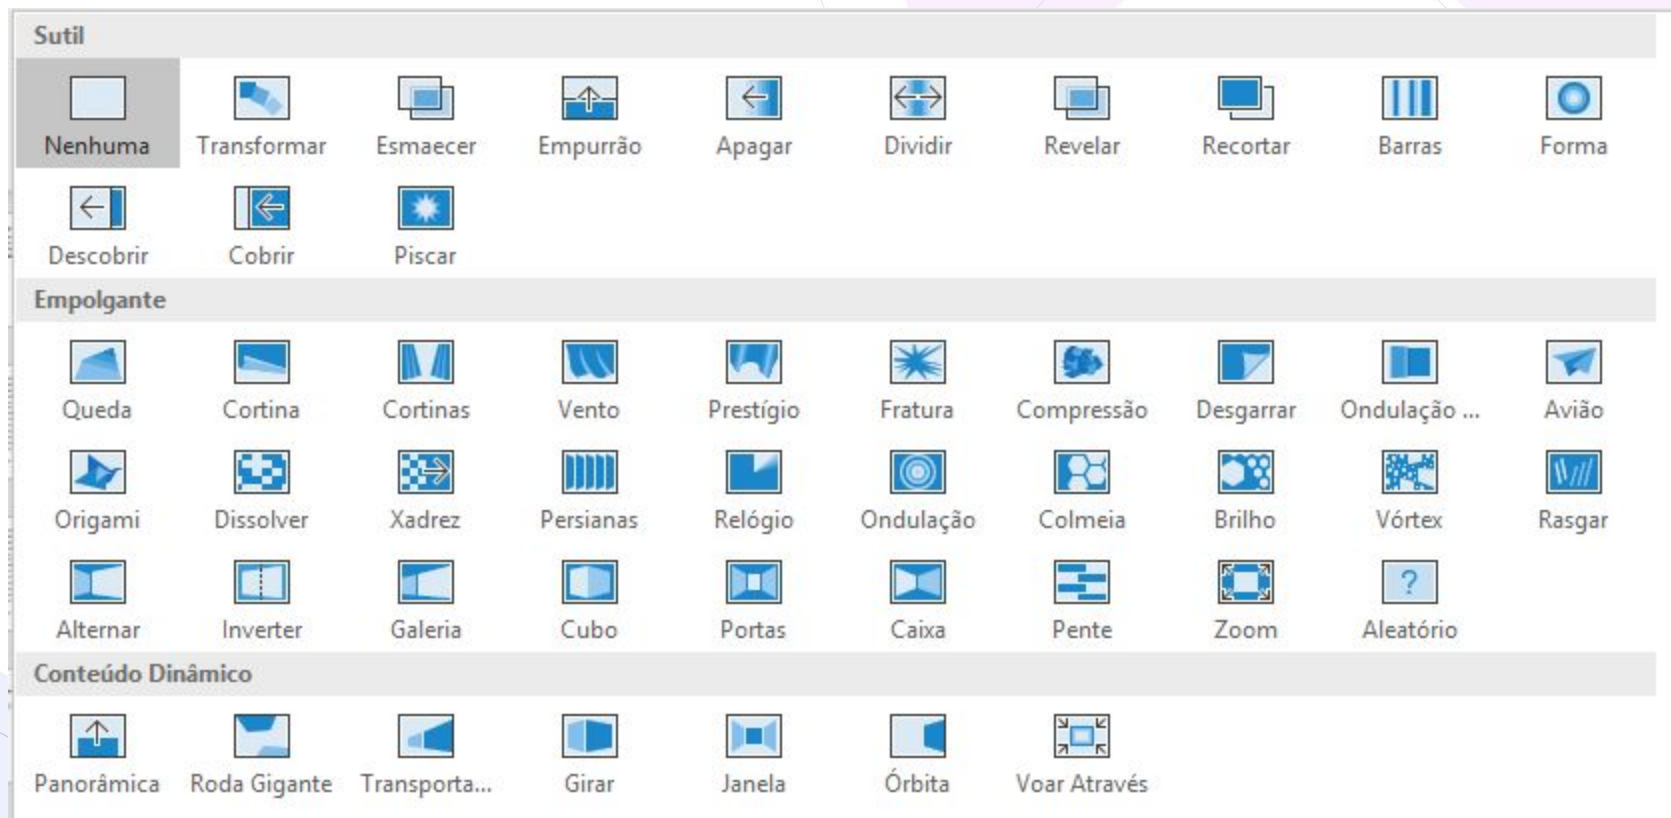 Sutil
Nenhuma Transformar Esmaecer Empurrão Apagar Dividir Revelar Recortar Barras Forma
Descobrir Cobrir Piscar
Empolgante
Queda Cortina Cortinas Vento Prestígio Fratura Compressão Desgarrar Ondulação ... Avião
Origami Dissolver Xadrez Persianas Relógio Ondulação Colmeia Brilho Vórtex Rasgar
Alternar Inverter Galeria Cubo Portas Caixa Pente Zoom ? Aleatório
Conteúdo Dinâmico
Panorâmica Roda Gigante Transporta... Girar Janela Órbita Voar Através